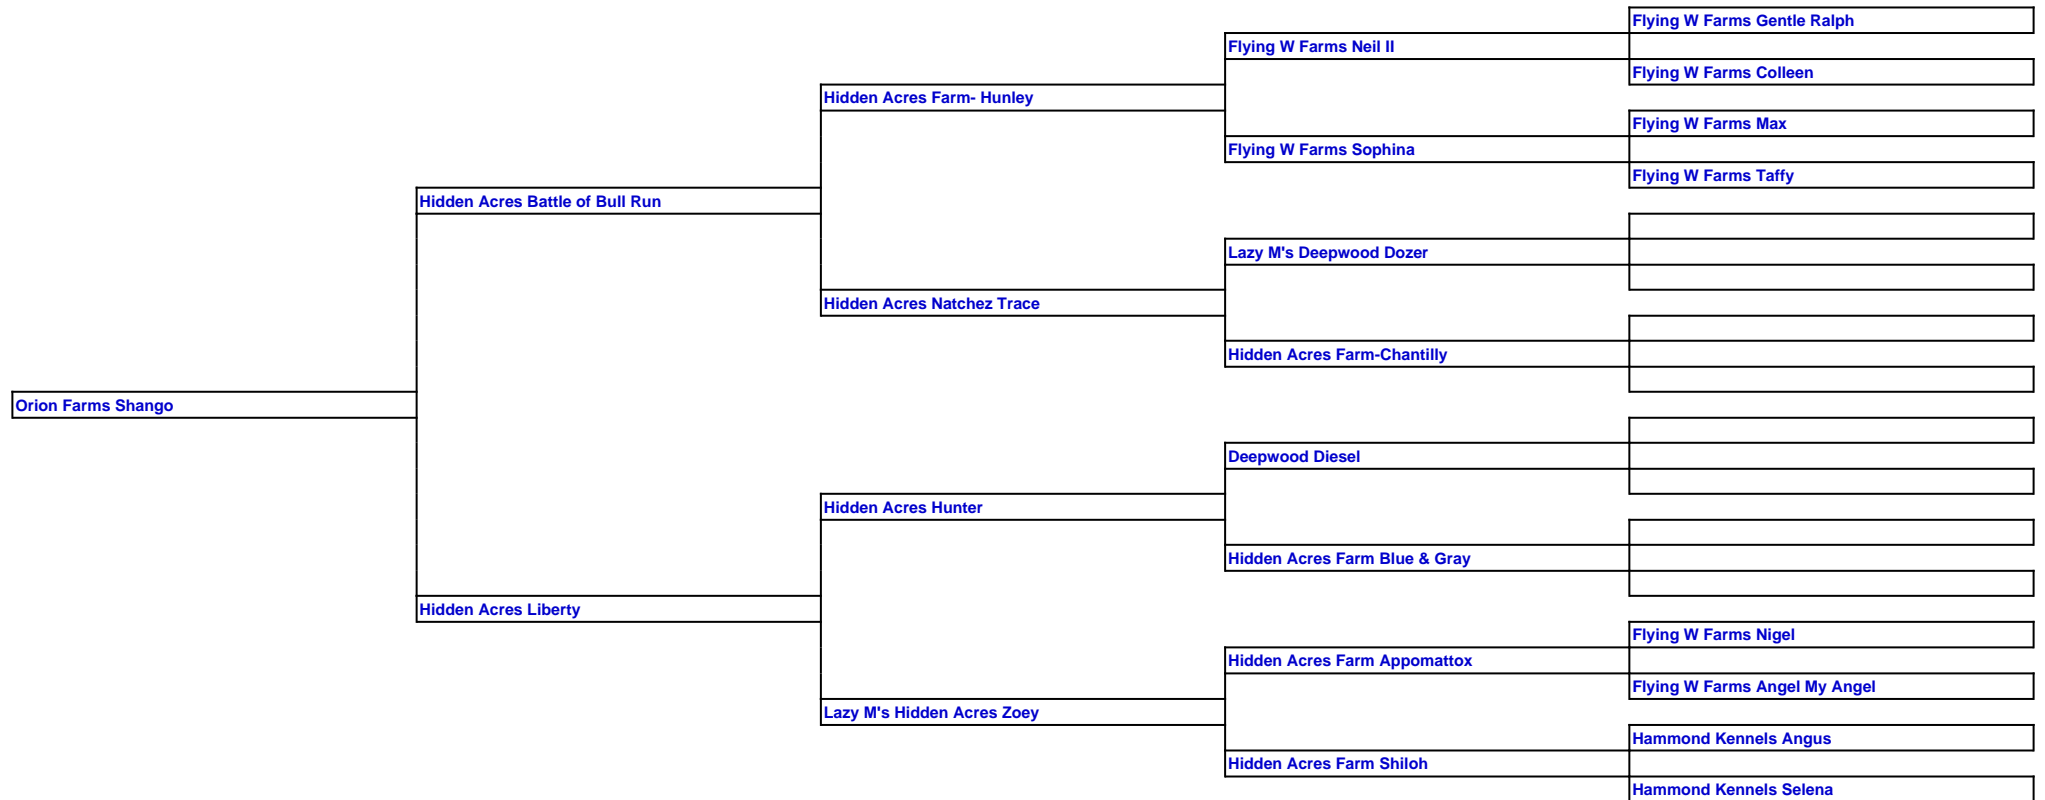 Flying W Farms Gentle Ralph
Flying W Farms Neil II
Flying W Farms Colleen
Hidden Acres Farm- Hunley
Flying W Farms Max
Flying W Farms Sophina
Flying W Farms Taffy
Hidden Acres Battle of Bull Run
Lazy M's Deepwood Dozer
Hidden Acres Natchez Trace
Hidden Acres Farm-Chantilly
Orion Farms Shango
Deepwood Diesel
Hidden Acres Hunter
Hidden Acres Farm Blue & Gray
Hidden Acres Liberty
Flying W Farms Nigel
Hidden Acres Farm Appomattox
Flying W Farms Angel My Angel
Lazy M's Hidden Acres Zoey
Hammond Kennels Angus
Hidden Acres Farm Shiloh
Hammond Kennels Selena